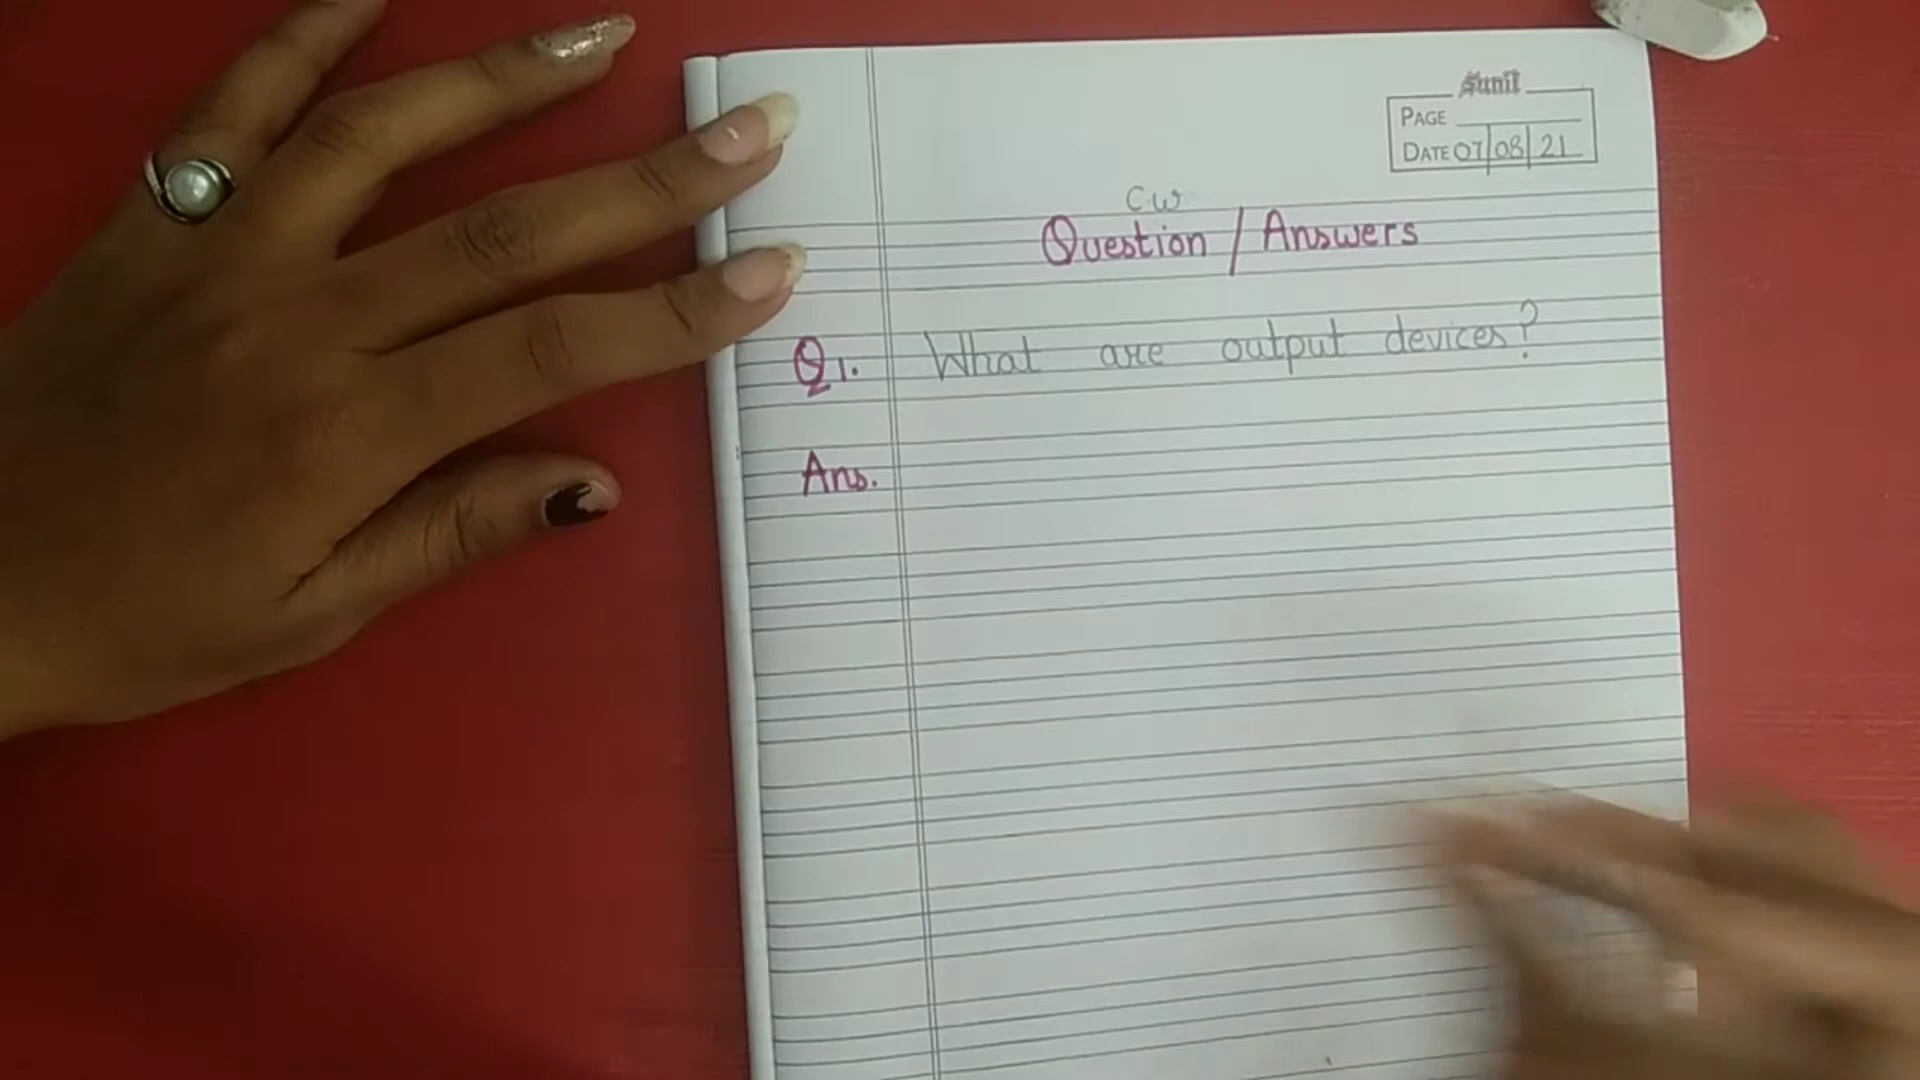 Sunil
PAGE
DATE 07/08/21
CW
Question / Answers
Q1. What are output devices?
Ans.